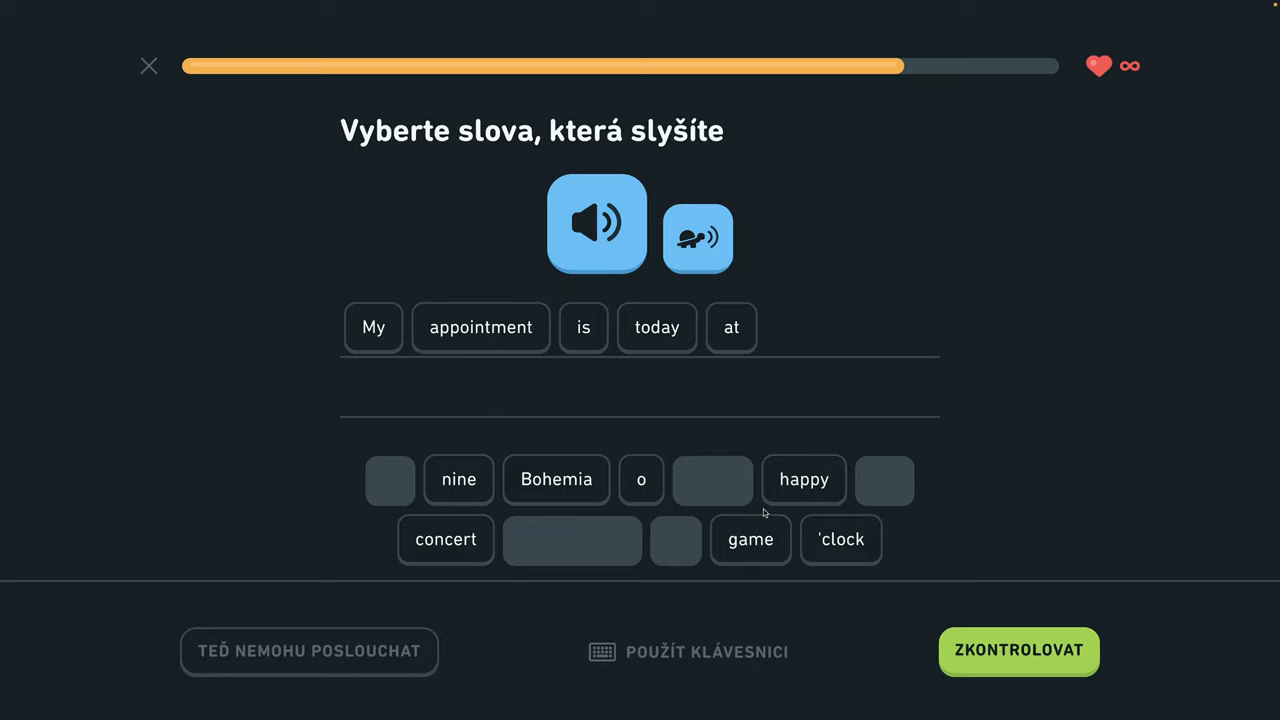 Vyberte slova, která slyšíte
My appointment is today at
nine Bohemia o happy
concert game 'clock
TEĎ NEMOHU POSLOUCHAT POUŽÍT KLÁVESNICI ZKONTROLOVAT